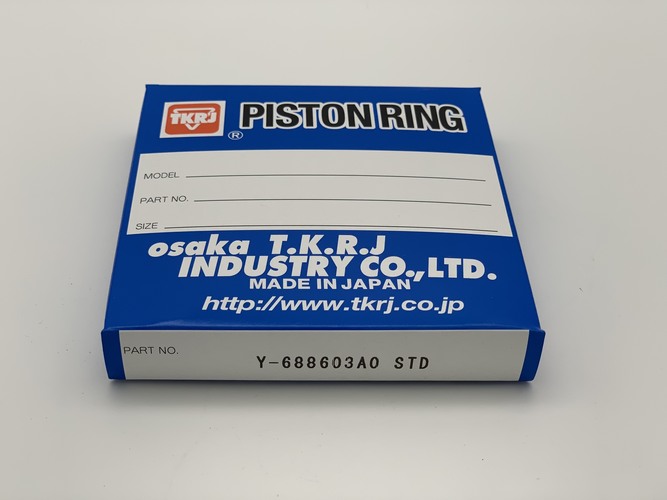 TKRJ
® PISTON RING
MODEL
PART NO.
SIZE
osaka T.K.R.J
INDUSTRY CO.,LTD.
MADE IN JAPAN
http://www.tkrj.co.jp
PART NO.
Y-688603A0 STD